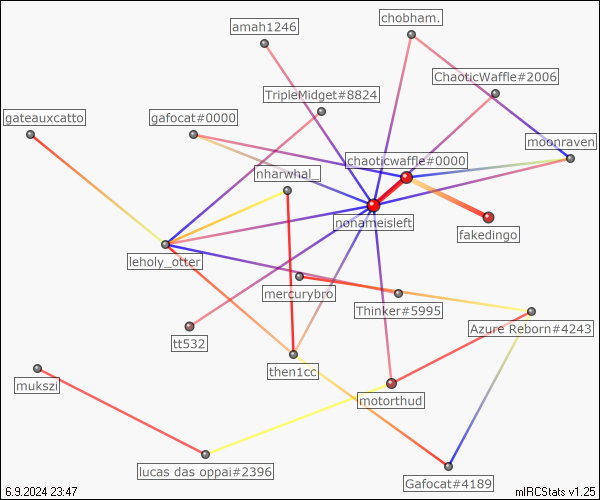 chobham.
amah1246
ChaoticWaffle#2006
TripleMidget#8824
gateauxcatto
gafocat#0000
moonraven
chaoticwaffle#0000
nharwhal_
nonameisleft
fakedingo
leholy_otter
mercurybro
Thinker#5995
Azure Reborn#4243
tt532
then1cc
mukszi
motorthud
lucas das oppai#2396
Gafocat#4189
6.9.2024 23:47
mIRCStats v1.25